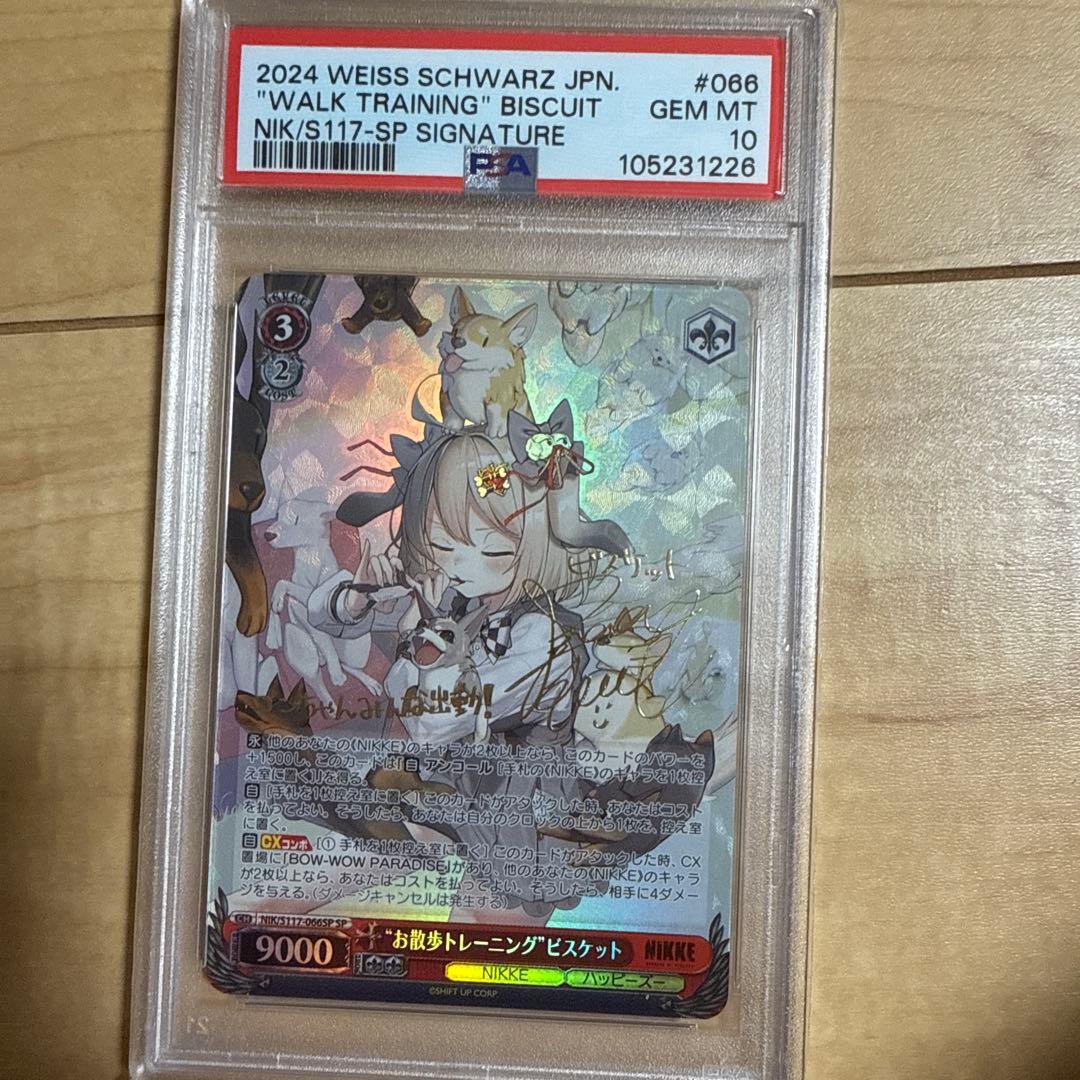 2024 WEISS SCHWARZ JPN. #066
"WALK TRAINING" BISCUIT GEM MT
NIK/S117-SP SIGNATURE 10
PSA 105231226
3
2
COST
ビスケット
ちゃんみんな出動!
永 他のあなたの《NIKKE》のキャラが2枚以上なら、このカードのパワーを
+1500し、このカードは『自 アンコール [手札の《NIKKE》のキャラを1枚控
え室に置く]』を得る。
自 [手札を1枚控え室に置く] このカードがアタックした時、あなたはコスト
を払ってよい。そうしたら、あなたは自分のクロックの上から1枚を、控え室
に置く。
自 CXコンボ [① 手札を1枚控え室に置く] このカードがアタックした時、CX
置場に「BOW-WOW PARADISE」があり、他のあなたの《NIKKE》のキャラ
が2枚以上なら、あなたはコストを払ってよい。そうしたら、相手に4ダメー
ジを与える。(ダメージキャンセルは発生する)
CH NIK/S117-066SP SP
9000 "お散歩トレーニング"ビスケット NIKKE
NIKKE ハッピーズー
©SHIFT UP CORP.